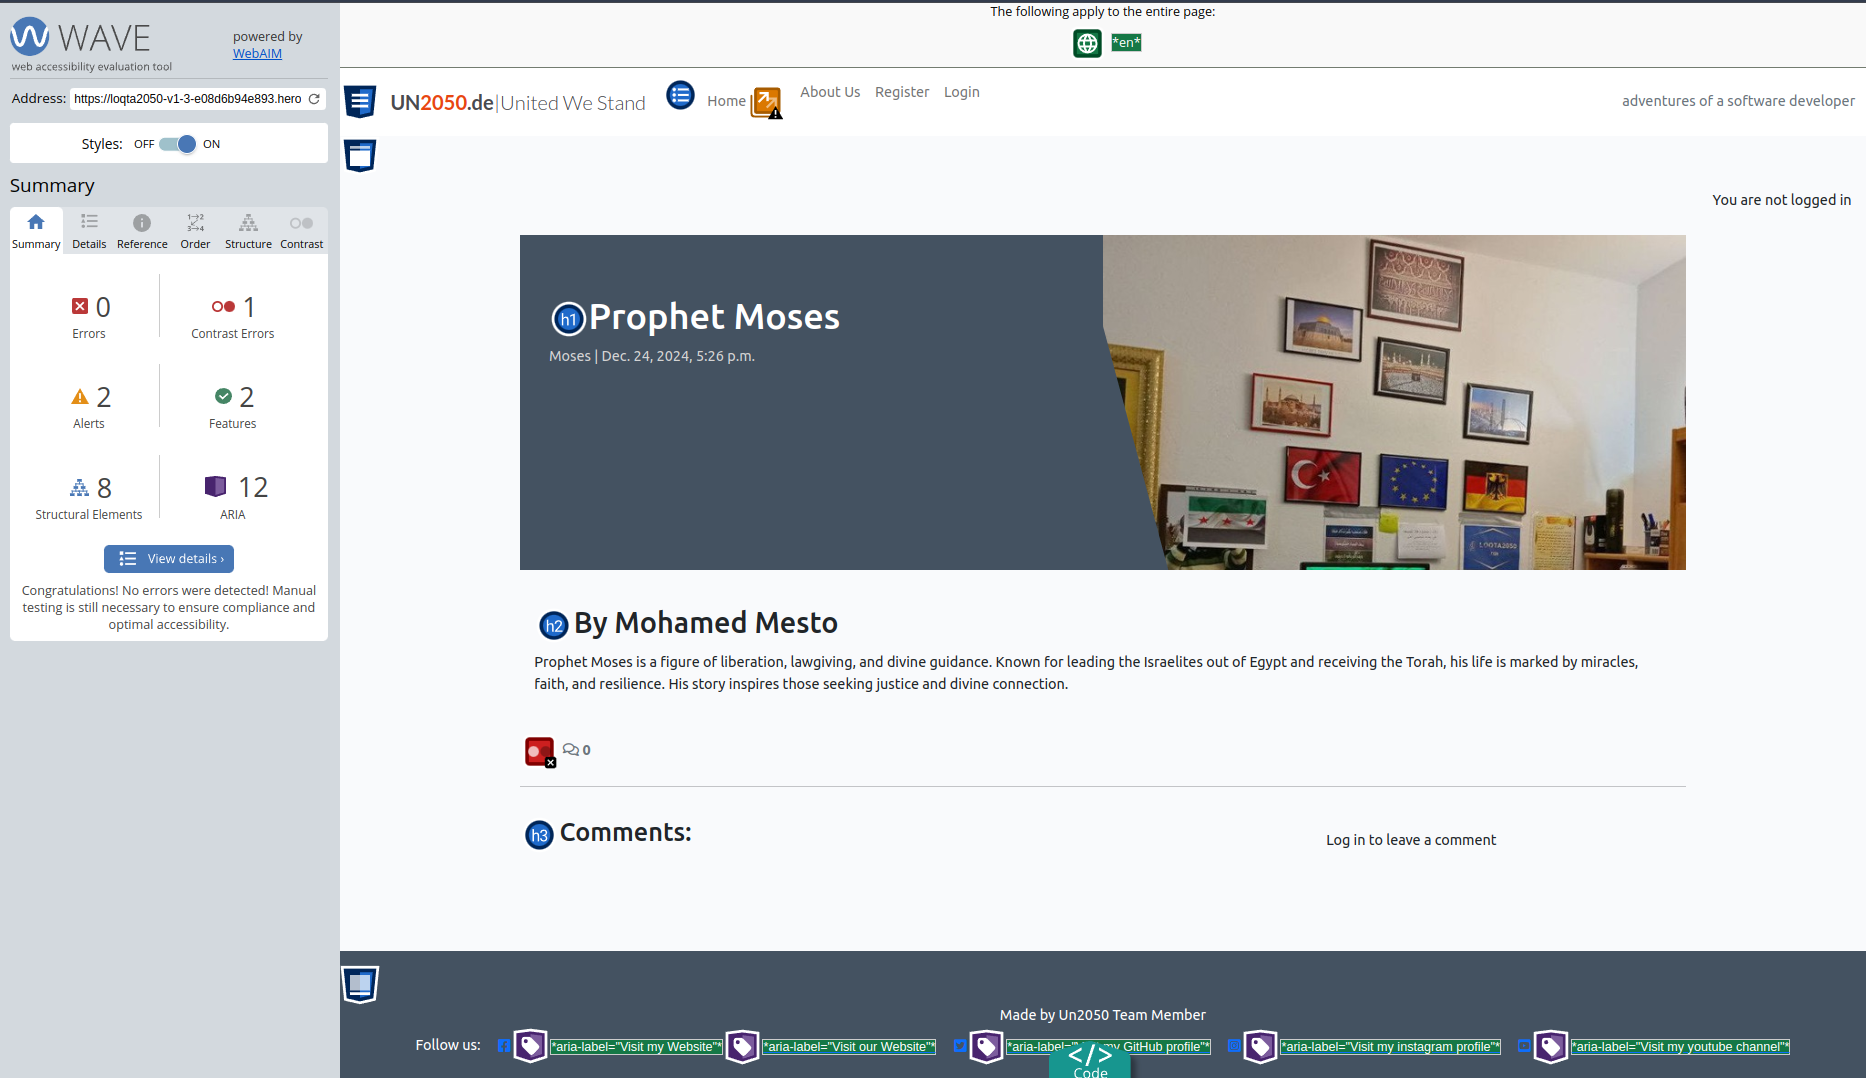 WAVE
web accessibility evaluation tool
powered by
WebAIM
Address: https://loqta2050-v1-3-e08d6b94e893.hero
Styles: OFF ON
Summary
Summary Details Reference Order Structure Contrast
0
Errors
1
Contrast Errors
2
Alerts
2
Features
8
Structural Elements
12
ARIA
View details ›
Congratulations! No errors were detected! Manual
testing is still necessary to ensure compliance and
optimal accessibility.
The following apply to the entire page:
*en*
UN2050.de|United We Stand
Home About Us Register Login
adventures of a software developer
You are not logged in
h1 Prophet Moses
Moses | Dec. 24, 2024, 5:26 p.m.
LOQTA2050
h2 By Mohamed Mesto
Prophet Moses is a figure of liberation, lawgiving, and divine guidance. Known for leading the Israelites out of Egypt and receiving the Torah, his life is marked by miracles,
faith, and resilience. His story inspires those seeking justice and divine connection.
0
h3 Comments:
Log in to leave a comment
Made by Un2050 Team Member
Follow us: *aria-label="Visit my Website"* *aria-label="Visit our Website"* *aria-label=" my GitHub profile"* *aria-label="Visit my instagram profile"* *aria-label="Visit my youtube channel"*
</> Code